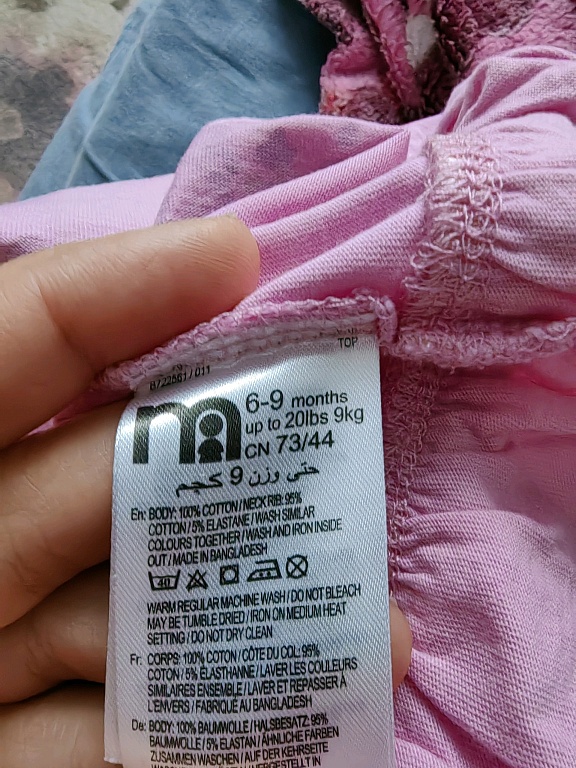 TOP
B722561/011
m
6-9 months
up to 20lbs 9kg
CN 73/44
حتى وزن 9 كجم
En: BODY: 100% COTTON / NECK RIB: 95%
COTTON / 5% ELASTANE / WASH SIMILAR
COLOURS TOGETHER / WASH AND IRON INSIDE
OUT / MADE IN BANGLADESH
40
WARM REGULAR MACHINE WASH / DO NOT BLEACH
MAY BE TUMBLE DRIED / IRON ON MEDIUM HEAT
SETTING / DO NOT DRY CLEAN
Fr: CORPS: 100% COTON / CÔTE DU COL: 95%
COTON / 5% ÉLASTHANNE / LAVER LES COULEURS
SIMILAIRES ENSEMBLE / LAVER ET REPASSER À
L'ENVERS / FABRIQUÉ AU BANGLADESH
De: BODY: 100% BAUMWOLLE / HALSBESATZ: 95%
BAUMWOLLE / 5% ELASTAN / ÄHNLICHE FARBEN
ZUSAMMEN WASCHEN / AUF DER KEHRSEITE